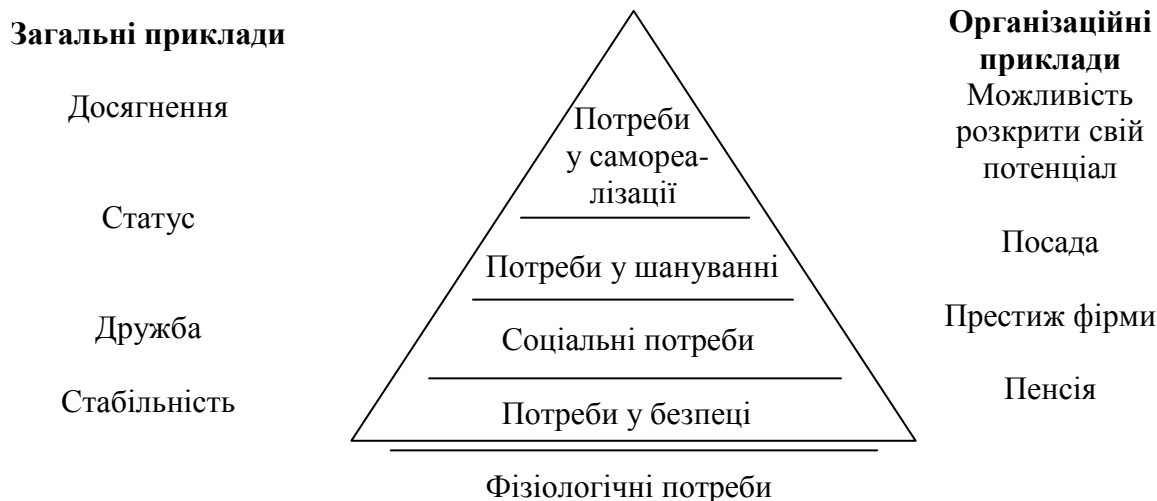 Загальні приклади
Досягнення
Статус
Дружба
Стабільність
Потреби
у самореа-
лізації
Потреби у шануванні
Соціальні потреби
Потреби у безпеці
Фізіологічні потреби
Організаційні
приклади
Можливість
розкрити свій
потенціал
Посада
Престиж фірми
Пенсія